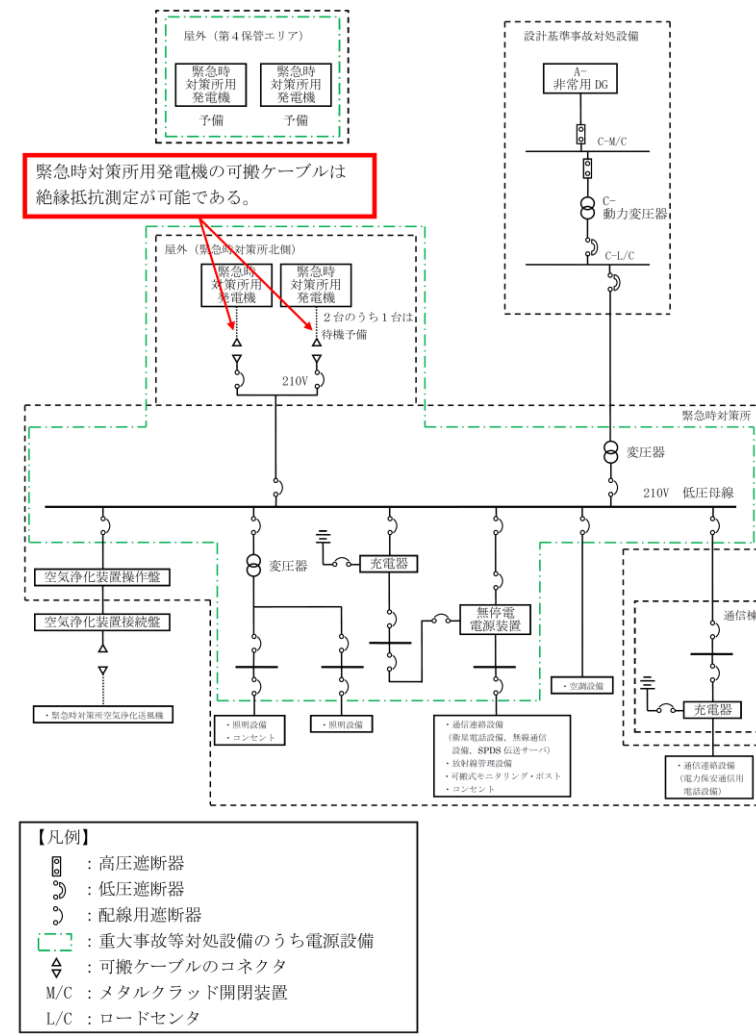 屋外（第４保管エリア）
緊急時
対策所用
発電機
緊急時
対策所用
発電機
予備
予備
設計基準事故対処設備
A-
非常用 DG
C-M/C
C-
動力変圧器
C-L/C
緊急時対策所用発電機の可搬ケーブルは
絶縁抵抗測定が可能である。
屋外（緊急時対策所北側）
緊急時
対策所用
発電機
緊急時
対策所用
発電機
２台のうち１台は
待機予備
210V
緊急時対策所
変圧器
210V 低圧母線
空気浄化装置操作盤
空気浄化装置接続盤
・緊急時対策所空気浄化送風機
変圧器
充電器
無停電
電源装置
・照明設備
・コンセント
・照明設備
・通信連絡設備
（衛星電話設備、無線通信
設備、SPDS 伝送サーバ）
・放射線管理設備
・可搬式モニタリング・ポスト
・コンセント
・空調設備
通信棟
充電器
・通信連絡設備
（電力保安通信用
電話設備）
【凡例】
：高圧遮断器
：低圧遮断器
：配線用遮断器
：重大事故等対処設備のうち電源設備
：可搬ケーブルのコネクタ
M/C ：メタルクラッド開閉装置
L/C ：ロードセンタ